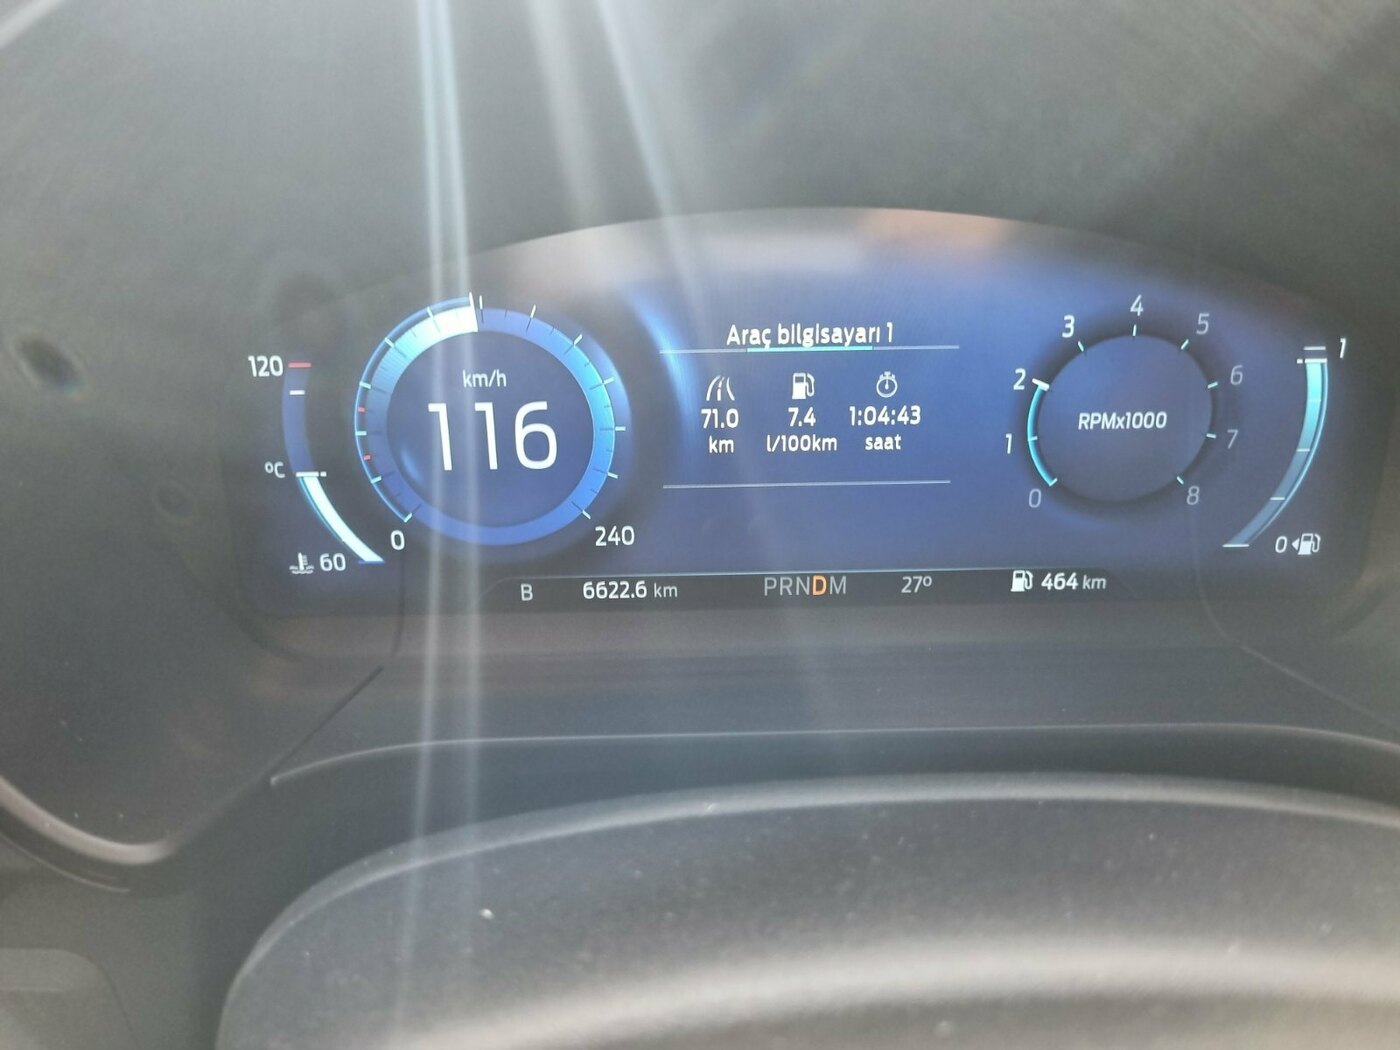 Araç bilgisayarı 1
71.0 km
7.4 l/100km
1:04:43 saat
120
°C
60
km/h
116
0
240
0
1
2
3
4
5
6
7
8
RPMx1000
1
0
B 6622.6 km PRNDM 27° 464 km